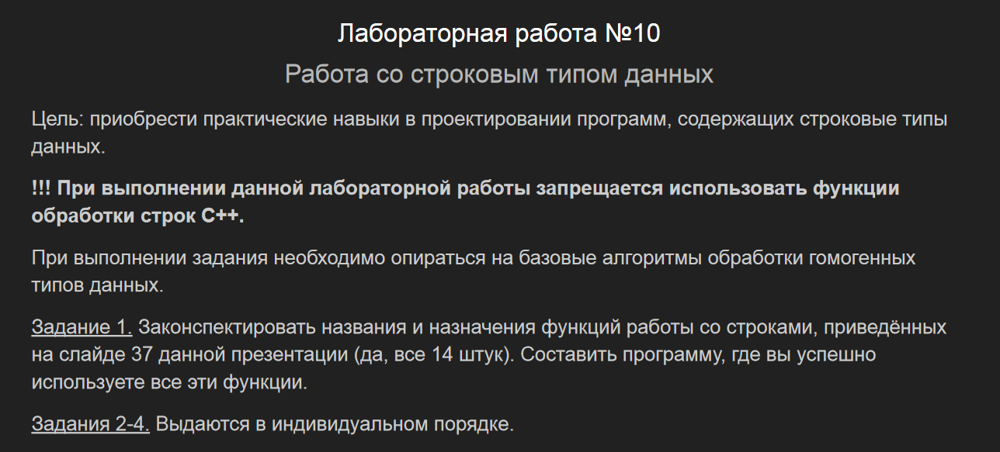 Лабораторная работа №10
Работа со строковым типом данных
Цель: приобрести практические навыки в проектировании программ, содержащих строковые типы
данных.
!!! При выполнении данной лабораторной работы запрещается использовать функции
обработки строк С++.
При выполнении задания необходимо опираться на базовые алгоритмы обработки гомогенных
типов данных.
Задание 1. Законспектировать названия и назначения функций работы со строками, приведённых
на слайде 37 данной презентации (да, все 14 штук). Составить программу, где вы успешно
используете все эти функции.
Задания 2-4. Выдаются в индивидуальном порядке.